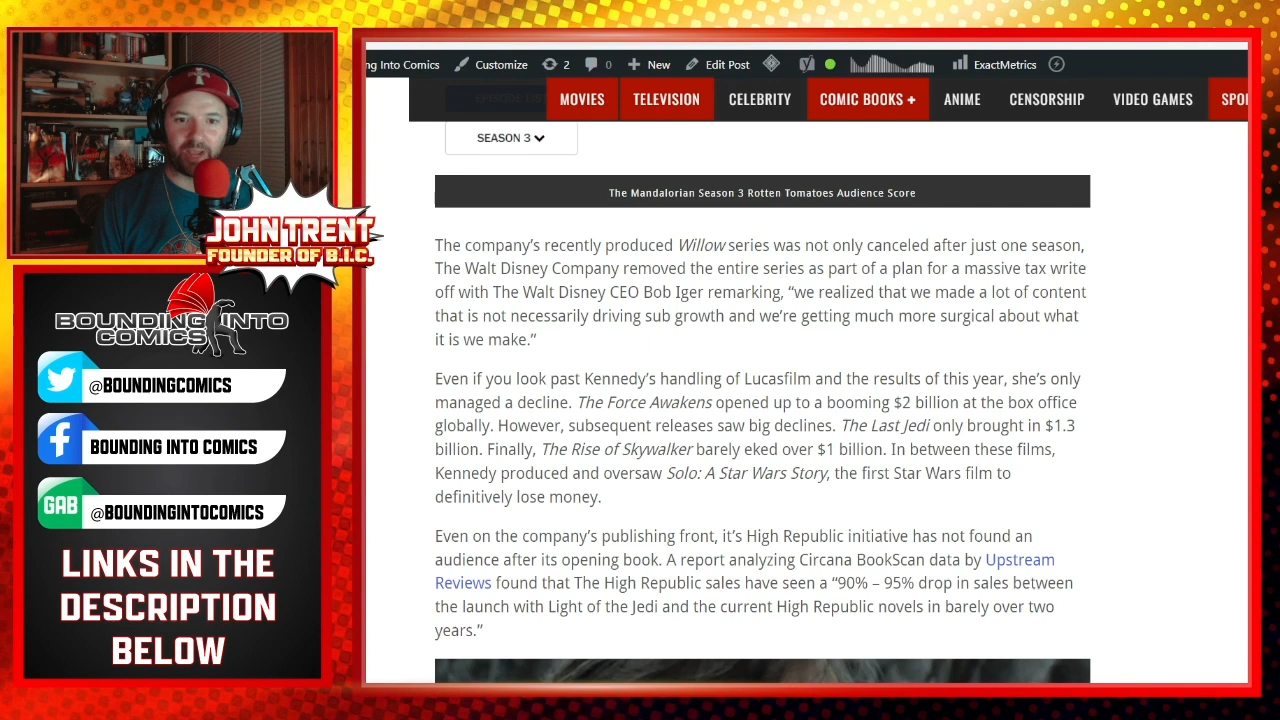 ng Into Comics Customize 2 0 New Edit Post ExactMetrics
MOVIES TELEVISION CELEBRITY COMIC BOOKS + ANIME CENSORSHIP VIDEO GAMES SPO
SEASON 3
The Mandalorian Season 3 Rotten Tomatoes Audience Score
The company's recently produced Willow series was not only canceled after just one season,
The Walt Disney Company removed the entire series as part of a plan for a massive tax write
off with The Walt Disney CEO Bob Iger remarking, “we realized that we made a lot of content
that is not necessarily driving sub growth and we’re getting much more surgical about what
it is we make.”
Even if you look past Kennedy’s handling of Lucasfilm and the results of this year, she’s only
managed a decline. The Force Awakens opened up to a booming $2 billion at the box office
globally. However, subsequent releases saw big declines. The Last Jedi only brought in $1.3
billion. Finally, The Rise of Skywalker barely eked over $1 billion. In between these films,
Kennedy produced and oversaw Solo: A Star Wars Story, the first Star Wars film to
definitively lose money.
Even on the company’s publishing front, it’s High Republic initiative has not found an
audience after its opening book. A report analyzing Circana BookScan data by Upstream
Reviews found that The High Republic sales have seen a “90% – 95% drop in sales between
the launch with Light of the Jedi and the current High Republic novels in barely over two
years.”
JOHN TRENT
FOUNDER OF B.I.C.
BOUNDING INTO
COMICS
@BOUNDINGCOMICS
BOUNDING INTO COMICS
GAB @BOUNDINGINTOCOMICS
LINKS IN THE
DESCRIPTION
BELOW